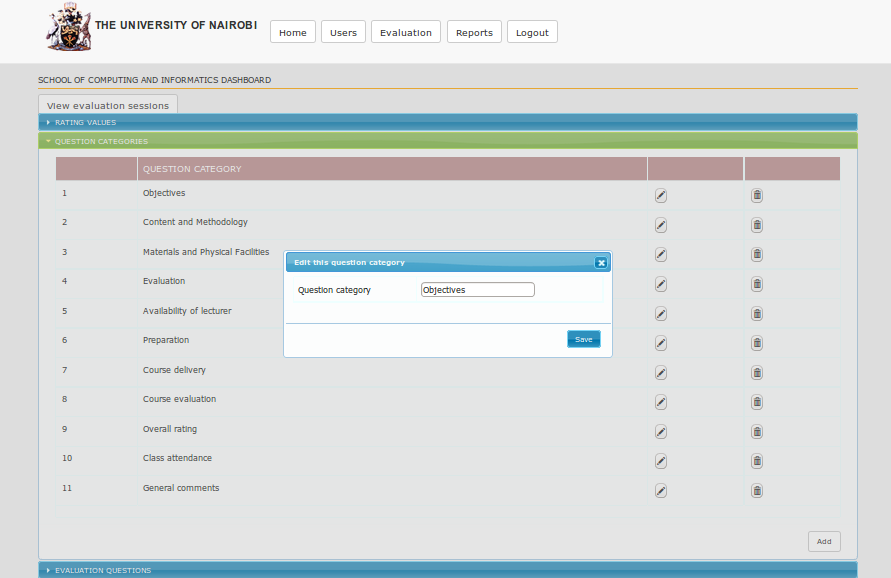 THE UNIVERSITY OF NAIROBI
Home Users Evaluation Reports Logout
SCHOOL OF COMPUTING AND INFORMATICS DASHBOARD
View evaluation sessions
RATING VALUES
QUESTION CATEGORIES
QUESTION CATEGORY
1 Objectives
2 Content and Methodology
3 Materials and Physical Facilities
Edit this question category
4 Evaluation
Question category Objectives
5 Availability of lecturer
6 Preparation
Save
7 Course delivery
8 Course evaluation
9 Overall rating
10 Class attendance
11 General comments
Add
EVALUATION QUESTIONS